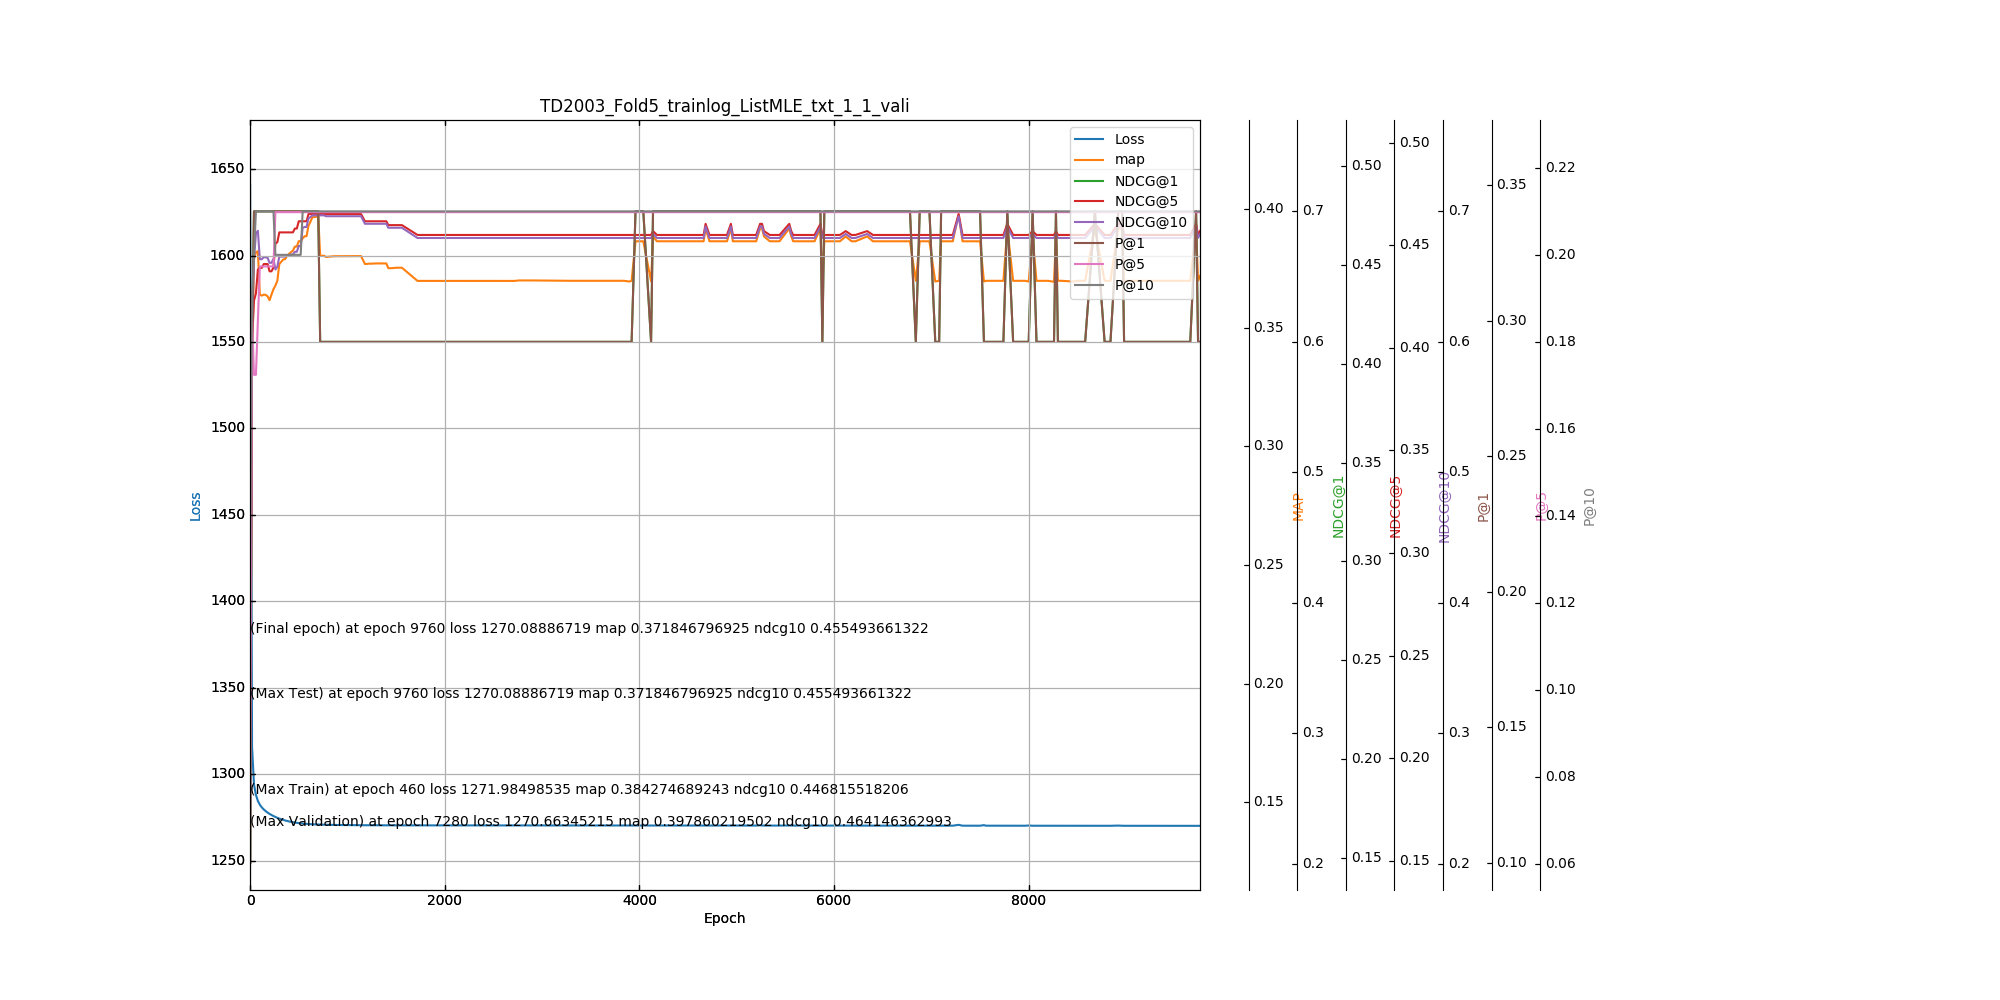 TD2003_Fold5_trainlog_ListMLE_txt_1_1_vali
Loss
map
NDCG@1
NDCG@5
NDCG@10
P@1
P@5
P@10
1650
1600
1550
1500
1450
1400
1350
1300
1250
Loss
(Final epoch) at epoch 9760 loss 1270.08886719 map 0.371846796925 ndcg10 0.455493661322
(Max Test) at epoch 9760 loss 1270.08886719 map 0.371846796925 ndcg10 0.455493661322
(Max Train) at epoch 460 loss 1271.98498535 map 0.384274689243 ndcg10 0.446815518206
(Max Validation) at epoch 7280 loss 1270.66345215 map 0.397860219502 ndcg10 0.464146362993
0 2000 4000 6000 8000
Epoch
0.40
0.35
0.30
0.25
0.20
0.15
MAP
0.7
0.6
0.5
0.4
0.3
0.2
NDCG@1
0.50
0.45
0.40
0.35
0.30
0.25
0.20
0.15
NDCG@5
0.50
0.45
0.40
0.35
0.30
0.25
0.20
0.15
NDCG@10
0.7
0.6
0.5
0.4
0.3
0.2
P@1
0.35
0.30
0.25
0.20
0.15
0.10
P@5
0.22
0.20
0.18
0.16
0.14
0.12
0.10
0.08
0.06
P@10